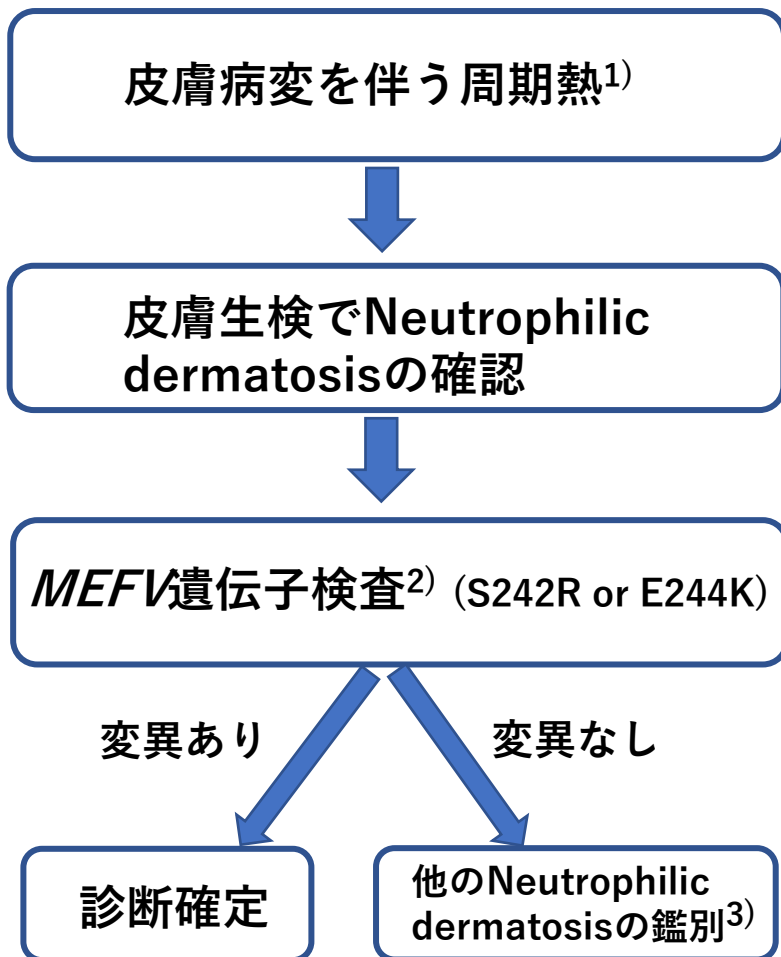 皮膚病変を伴う周期熱1)
皮膚生検でNeutrophilic
dermatosisの確認
MEFV遺伝子検査2) (S242R or E244K)
変異あり
変異なし
診断確定
他のNeutrophilic
dermatosisの鑑別3)